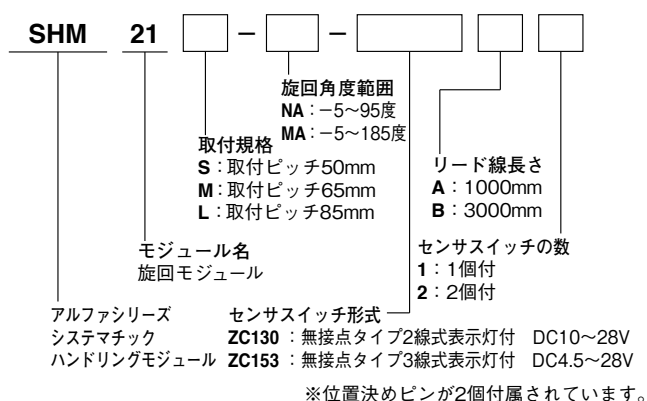 SHM 21 － －
旋回角度範囲
NA：－5～95度
MA：－5～185度
取付規格
S：取付ピッチ50mm
M：取付ピッチ65mm
L：取付ピッチ85mm
リード線長さ
A：1000mm
B：3000mm
モジュール名
旋回モジュール
センサスイッチの数
1：1個付
2：2個付
アルファシリーズ
システマチック
ハンドリングモジュール
センサスイッチ形式
ZC130：無接点タイプ2線式表示灯付 DC10～28V
ZC153：無接点タイプ3線式表示灯付 DC4.5～28V
※位置決めピンが2個付属されています。